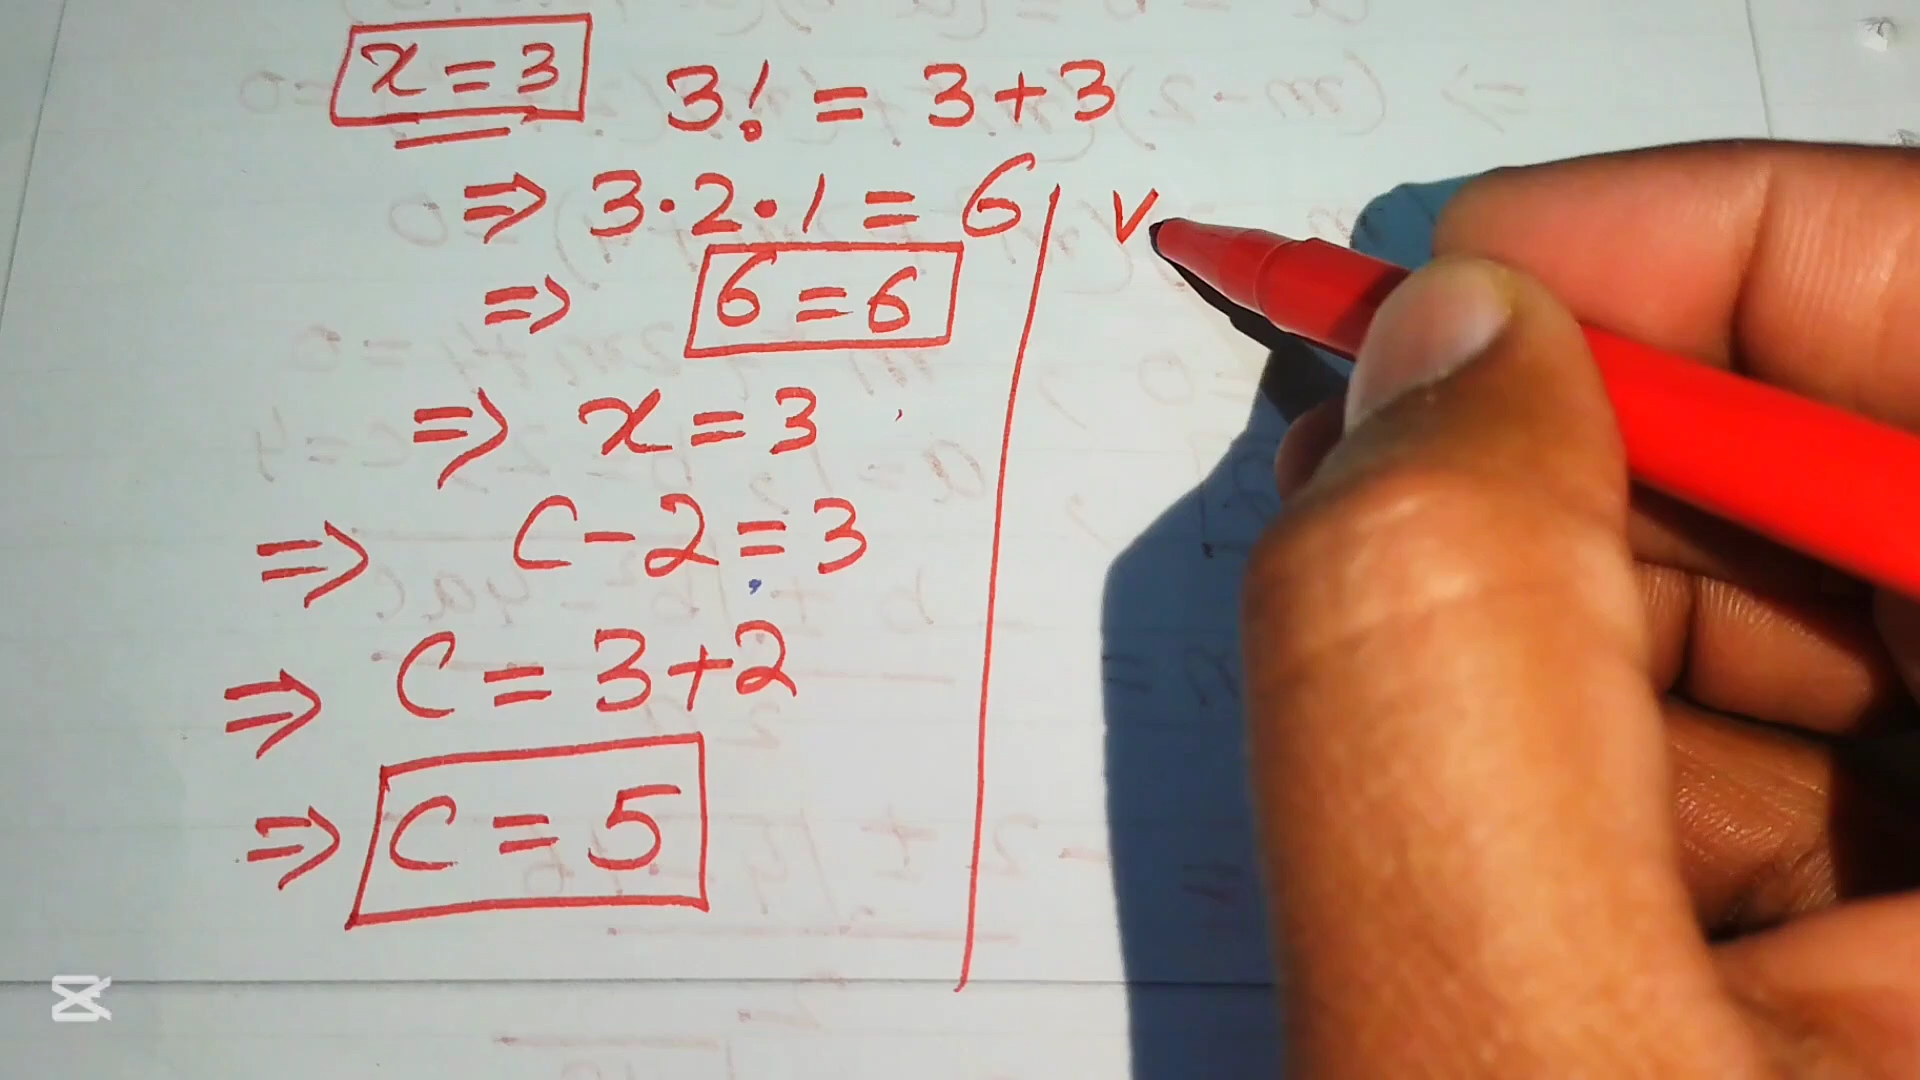 x = 3
3! = 3+3
⇒ 3·2·1 = 6
⇒ 6 = 6
⇒ x = 3
⇒ c - 2 = 3
⇒ c = 3+2
⇒ c = 5
V